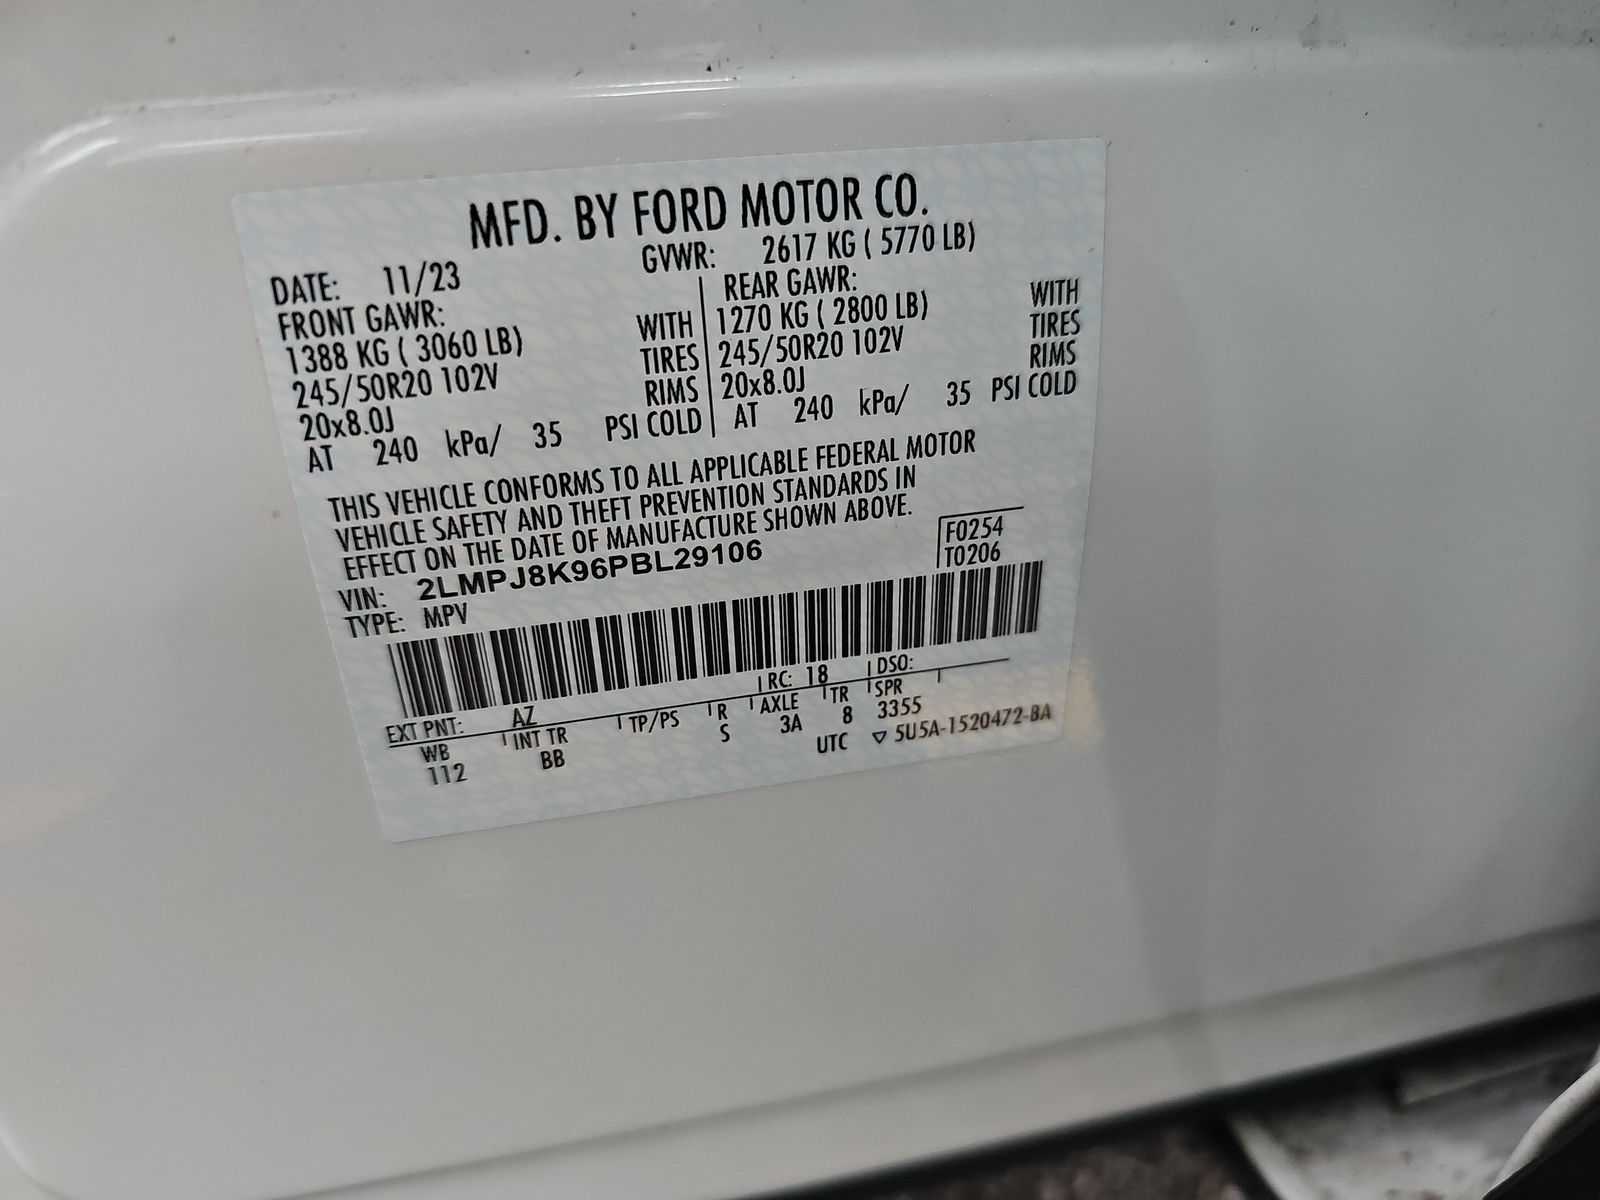 MFD. BY FORD MOTOR CO.
DATE: 11/23 GVWR: 2617 KG ( 5770 LB)
FRONT GAWR: REAR GAWR:
1388 KG ( 3060 LB) WITH 1270 KG ( 2800 LB) WITH
245/50R20 102V TIRES 245/50R20 102V TIRES
20x8.0J RIMS 20x8.0J RIMS
AT 240 kPa/ 35 PSI COLD AT 240 kPa/ 35 PSI COLD
THIS VEHICLE CONFORMS TO ALL APPLICABLE FEDERAL MOTOR
VEHICLE SAFETY AND THEFT PREVENTION STANDARDS IN
EFFECT ON THE DATE OF MANUFACTURE SHOWN ABOVE.
F0254
VIN: 2LMPJ8K96PBL29106 T0206
TYPE: MPV
EXT PNT: AZ RC: 18 DSO:
WB INT TR TP/PS R AXLE TR SPR
112 BB S 3A 8 3355
UTC ▽ 5U5A-1520472-BA